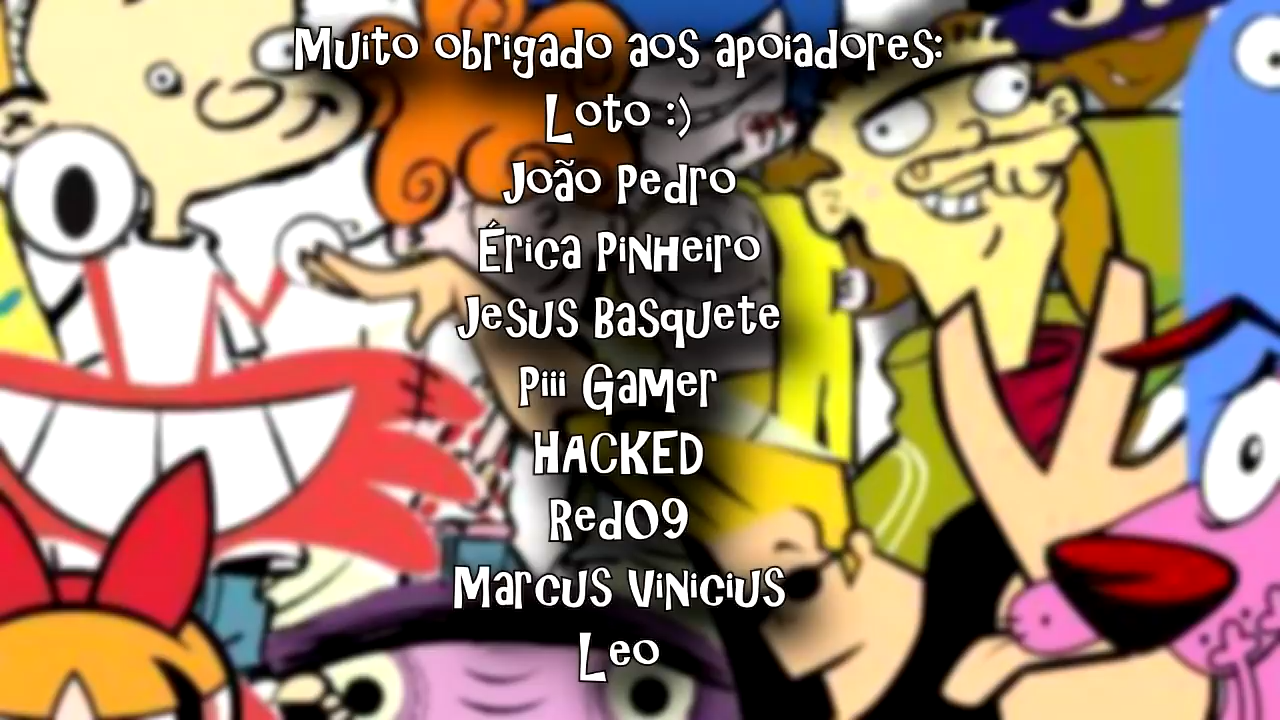 Muito obrigado aos apoiadores:
Loto :)
João Pedro
Érica Pinheiro
Jesus Basquete
Piii Gamer
HACKED
Red09
Marcus Vinicius
Leo